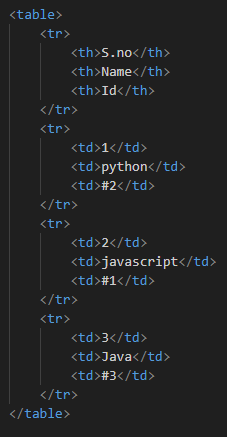 <table>
<tr>
<th>S.no</th>
<th>Name</th>
<th>Id</th>
</tr>
<tr>
<td>1</td>
<td>python</td>
<td>#2</td>
</tr>
<tr>
<td>2</td>
<td>javascript</td>
<td>#1</td>
</tr>
<tr>
<td>3</td>
<td>Java</td>
<td>#3</td>
</tr>
</table>